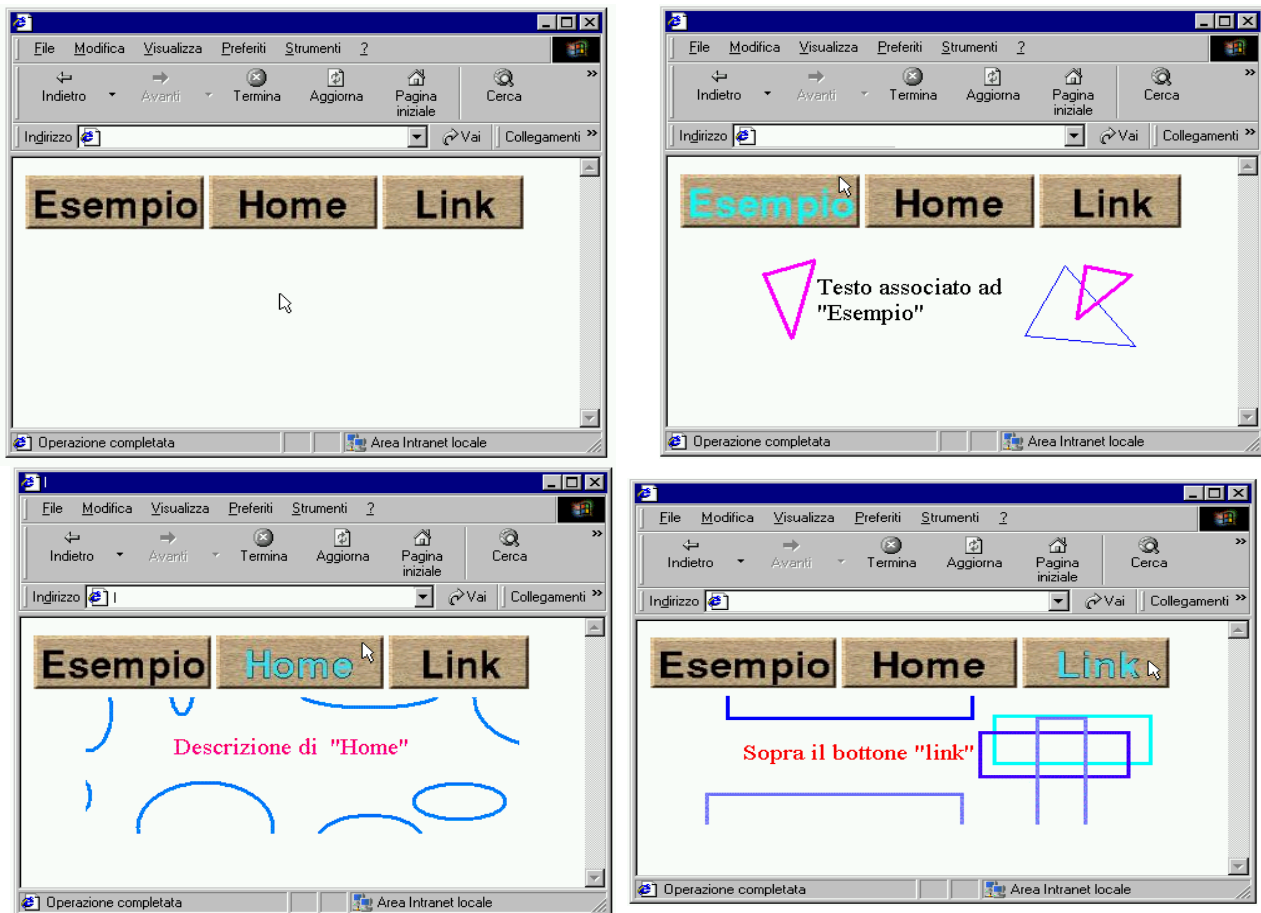 File Modifica Visualizza Preferiti Strumenti ?
Indietro Avanti Termina Aggiorna Pagina iniziale Cerca »
Indirizzo Vai Collegamenti »
Esempio Home Link
Operazione completata Area Intranet locale
File Modifica Visualizza Preferiti Strumenti ?
Indietro Avanti Termina Aggiorna Pagina iniziale Cerca »
Indirizzo Vai Collegamenti »
Esempio Home Link
Testo associato ad
"Esempio"
Operazione completata Area Intranet locale
File Modifica Visualizza Preferiti Strumenti ?
Indietro Avanti Termina Aggiorna Pagina iniziale Cerca »
Indirizzo Vai Collegamenti »
Esempio Home Link
Descrizione di "Home"
Operazione completata Area Intranet locale
File Modifica Visualizza Preferiti Strumenti ?
Indietro Avanti Termina Aggiorna Pagina iniziale Cerca »
Indirizzo Vai Collegamenti »
Esempio Home Link
Sopra il bottone "link"
Operazione completata Area Intranet locale